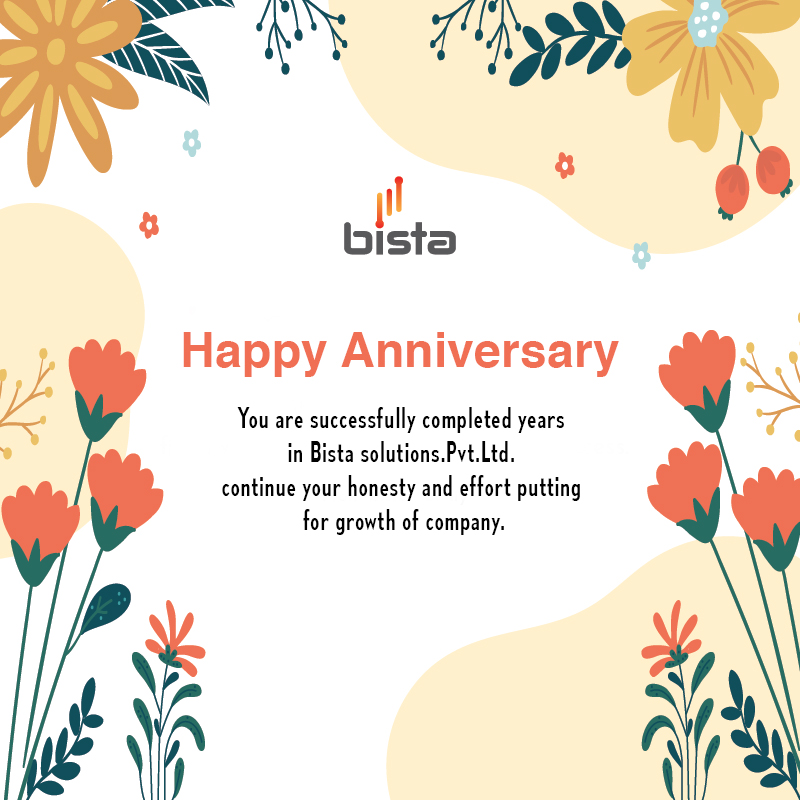 bista
Happy Anniversary
You are successfully completed years
in Bista solutions.Pvt.Ltd.
continue your honesty and effort putting
for growth of company.